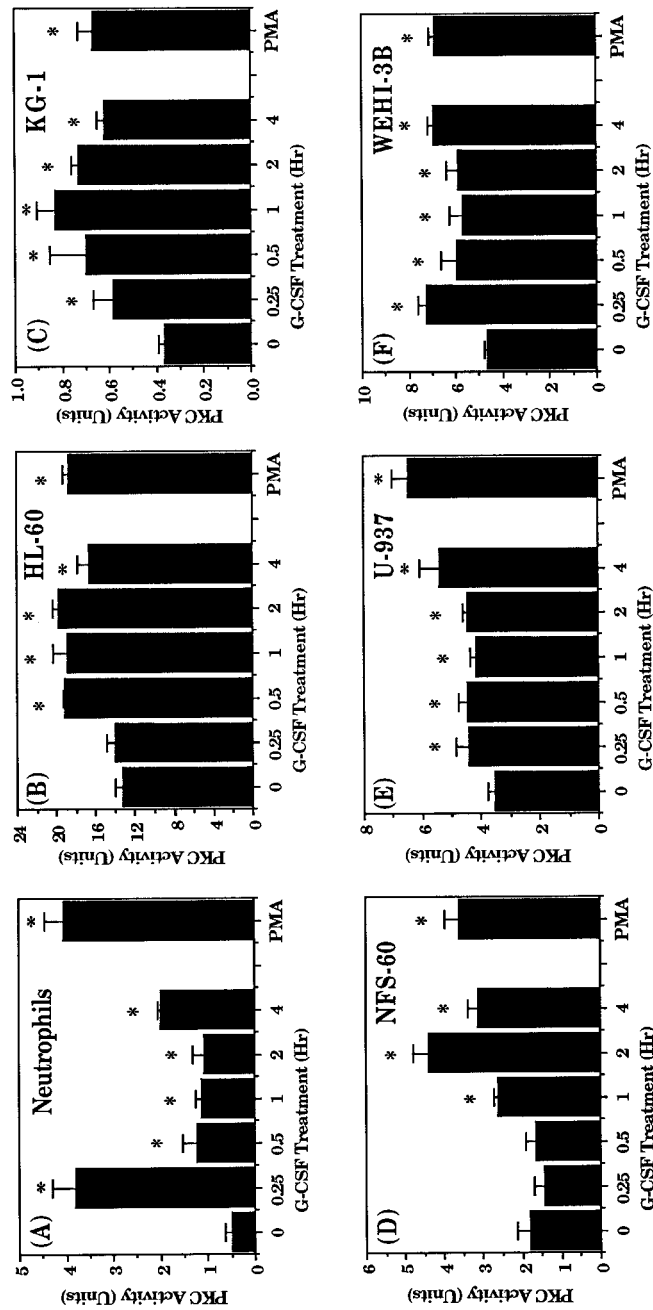 (A)
Neutrophils
PKC Activity (Units)
5
4
3
2
1
0
* * * * * *
0 0.25 0.5 1 2 4 PMA
G-CSF Treatment (Hr)
(B)
HL-60
PKC Activity (Units)
24
20
16
12
8
4
0
* * * * *
0 0.25 0.5 1 2 4 PMA
G-CSF Treatment (Hr)
(C)
KG-1
PKC Activity (Units)
1.0
0.8
0.6
0.4
0.2
0.0
* * * * * *
0 0.25 0.5 1 2 4 PMA
G-CSF Treatment (Hr)
(D)
NFS-60
PKC Activity (Units)
6
5
4
3
2
1
0
* * * *
0 0.25 0.5 1 2 4 PMA
G-CSF Treatment (Hr)
(E)
U-937
PKC Activity (Units)
8
6
4
2
0
* * * * * *
0 0.25 0.5 1 2 4 PMA
G-CSF Treatment (Hr)
(F)
WEHI-3B
PKC Activity (Units)
10
8
6
4
2
0
* * * * * *
0 0.25 0.5 1 2 4 PMA
G-CSF Treatment (Hr)